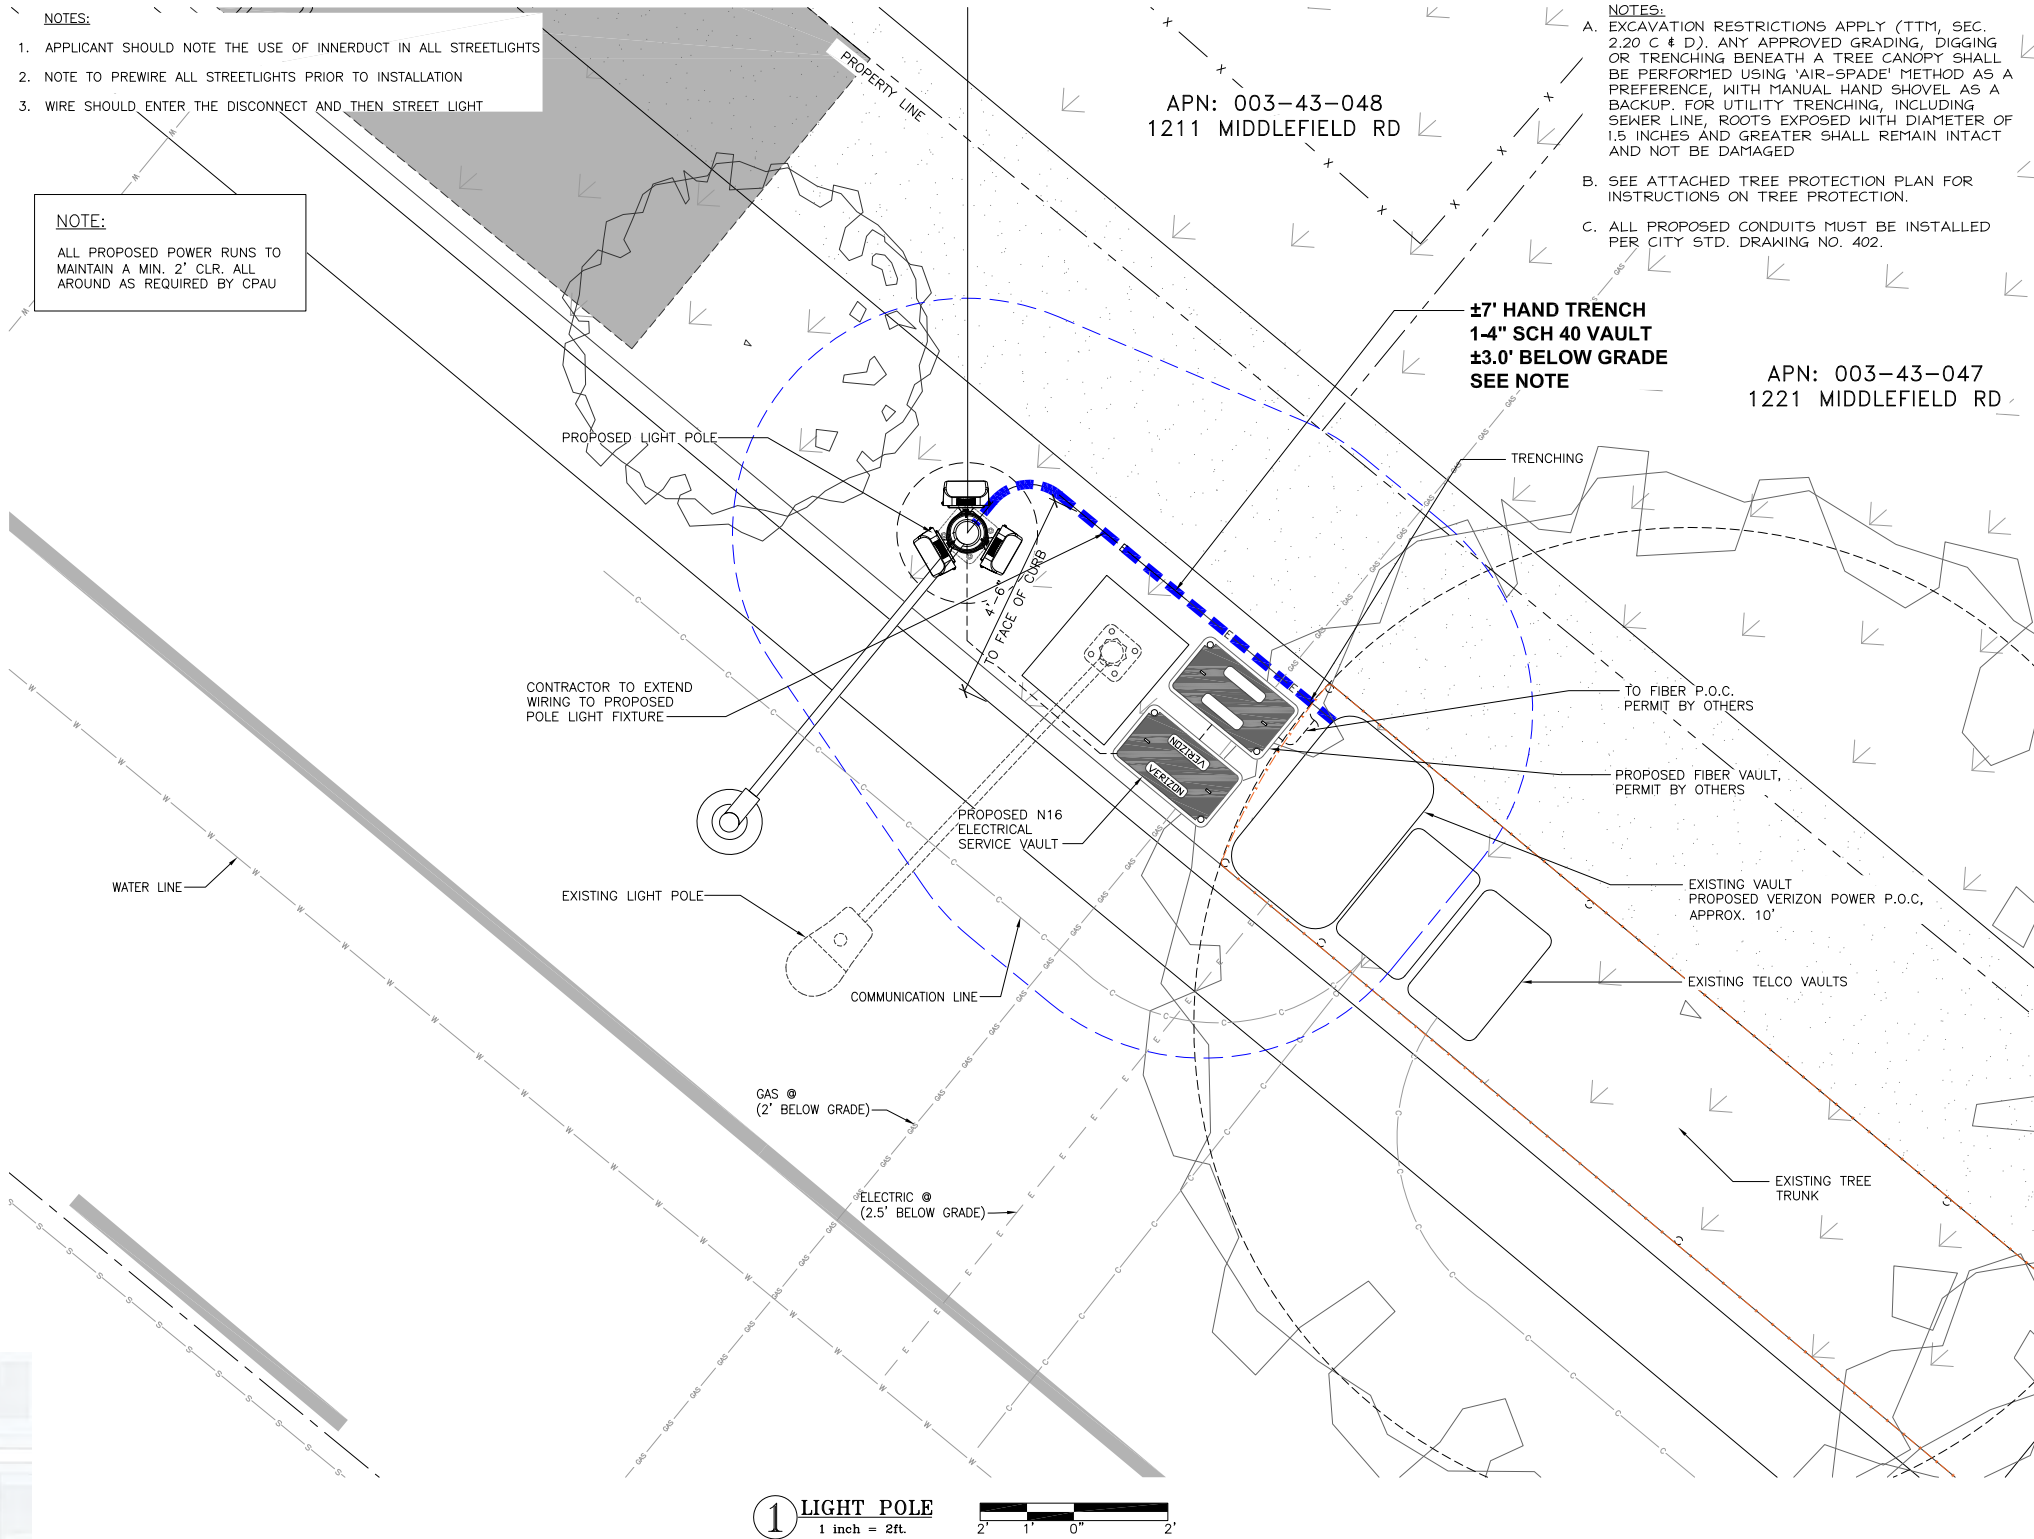 NOTES:
1. APPLICANT SHOULD NOTE THE USE OF INNERDUCT IN ALL STREETLIGHTS
2. NOTE TO PREWIRE ALL STREETLIGHTS PRIOR TO INSTALLATION
3. WIRE SHOULD ENTER THE DISCONNECT AND THEN STREET LIGHT
NOTE:
ALL PROPOSED POWER RUNS TO
MAINTAIN A MIN. 2' CLR. ALL
AROUND AS REQUIRED BY CPAU
PROPERTY LINE
APN: 003-43-048
1211 MIDDLEFIELD RD
NOTES:
A. EXCAVATION RESTRICTIONS APPLY (TTM, SEC.
2.20 C & D). ANY APPROVED GRADING, DIGGING
OR TRENCHING BENEATH A TREE CANOPY SHALL
BE PERFORMED USING 'AIR-SPADE' METHOD AS A
PREFERENCE, WITH MANUAL HAND SHOVEL AS A
BACKUP. FOR UTILITY TRENCHING, INCLUDING
SEWER LINE, ROOTS EXPOSED WITH DIAMETER OF
1.5 INCHES AND GREATER SHALL REMAIN INTACT
AND NOT BE DAMAGED
B. SEE ATTACHED TREE PROTECTION PLAN FOR
INSTRUCTIONS ON TREE PROTECTION.
C. ALL PROPOSED CONDUITS MUST BE INSTALLED
PER CITY STD. DRAWING NO. 402.
±7' HAND TRENCH
1-4" SCH 40 VAULT
±3.0' BELOW GRADE
SEE NOTE
APN: 003-43-047
1221 MIDDLEFIELD RD
PROPOSED LIGHT POLE
TRENCHING
4'-6"
TO FACE OF CURB
CONTRACTOR TO EXTEND
WIRING TO PROPOSED
POLE LIGHT FIXTURE
TO FIBER P.O.C.
PERMIT BY OTHERS
VERIZON
VERIZON
PROPOSED FIBER VAULT,
PERMIT BY OTHERS
PROPOSED N16
ELECTRICAL
SERVICE VAULT
WATER LINE
EXISTING LIGHT POLE
EXISTING VAULT
PROPOSED VERIZON POWER P.O.C,
APPROX. 10'
COMMUNICATION LINE
EXISTING TELCO VAULTS
GAS @
(2' BELOW GRADE)
EXISTING TREE
TRUNK
ELECTRIC @
(2.5' BELOW GRADE)
1 LIGHT POLE
1 inch = 2ft.
2' 1' 0" 2'